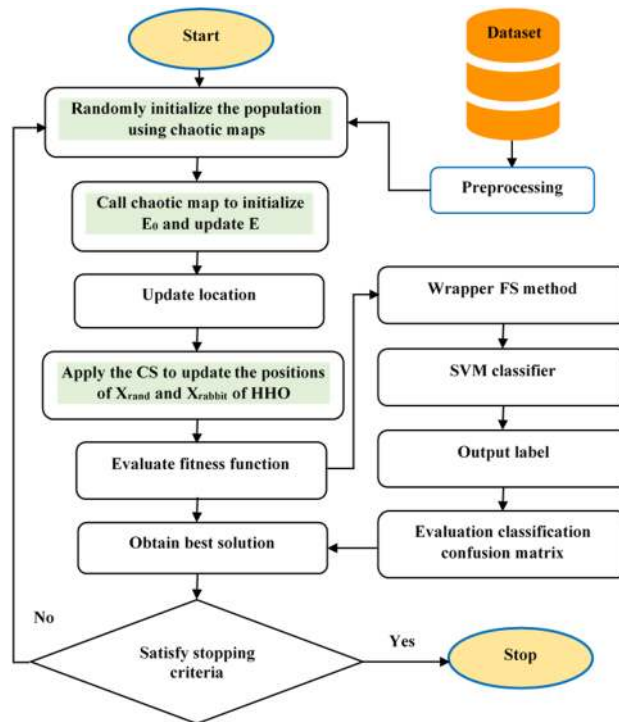 Start
Dataset
Randomly initialize the population
using chaotic maps
Preprocessing
Call chaotic map to initialize
E₀ and update E
Update location
Wrapper FS method
Apply the CS to update the positions
of Xrand and Xrabbit of HHO
SVM classifier
Evaluate fitness function
Output label
Obtain best solution
Evaluation classification
confusion matrix
No
Satisfy stopping
criteria
Yes
Stop